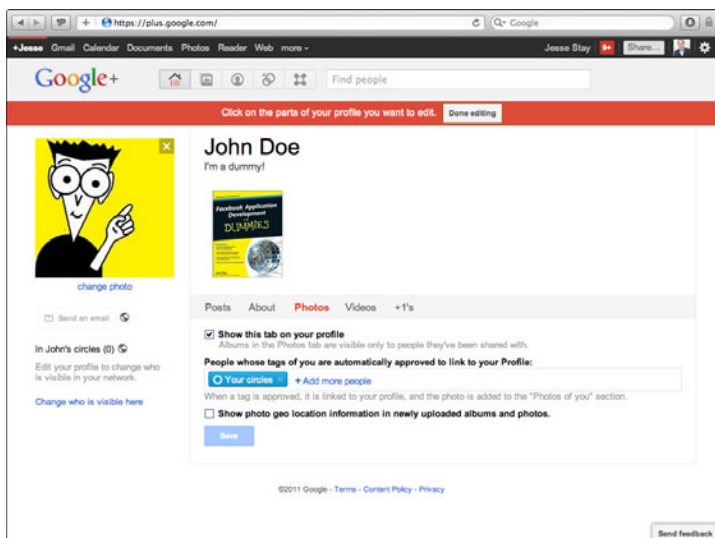 https://plus.google.com/
Google
+Jesse Gmail Calendar Documents Photos Reader Web more
Jesse Stay 9+ Share...
Google+
Find people
Click on the parts of your profile you want to edit. Done editing
John Doe
I'm a dummy!
Facebook Application
Development
FOR
DUMMIES
change photo
Send an email
Posts About Photos Videos +1's
Show this tab on your profile
Albums in the Photos tab are visible only to people they've been shared with.
In John's circles (0)
Edit your profile to change who
is visible in your network.
Change who is visible here
People whose tags of you are automatically approved to link to your Profile:
Your circles × + Add more people
When a tag is approved, it is linked to your profile, and the photo is added to the "Photos of you" section.
Show photo geo location information in newly uploaded albums and photos.
Save
©2011 Google - Terms - Content Policy - Privacy
Send feedback